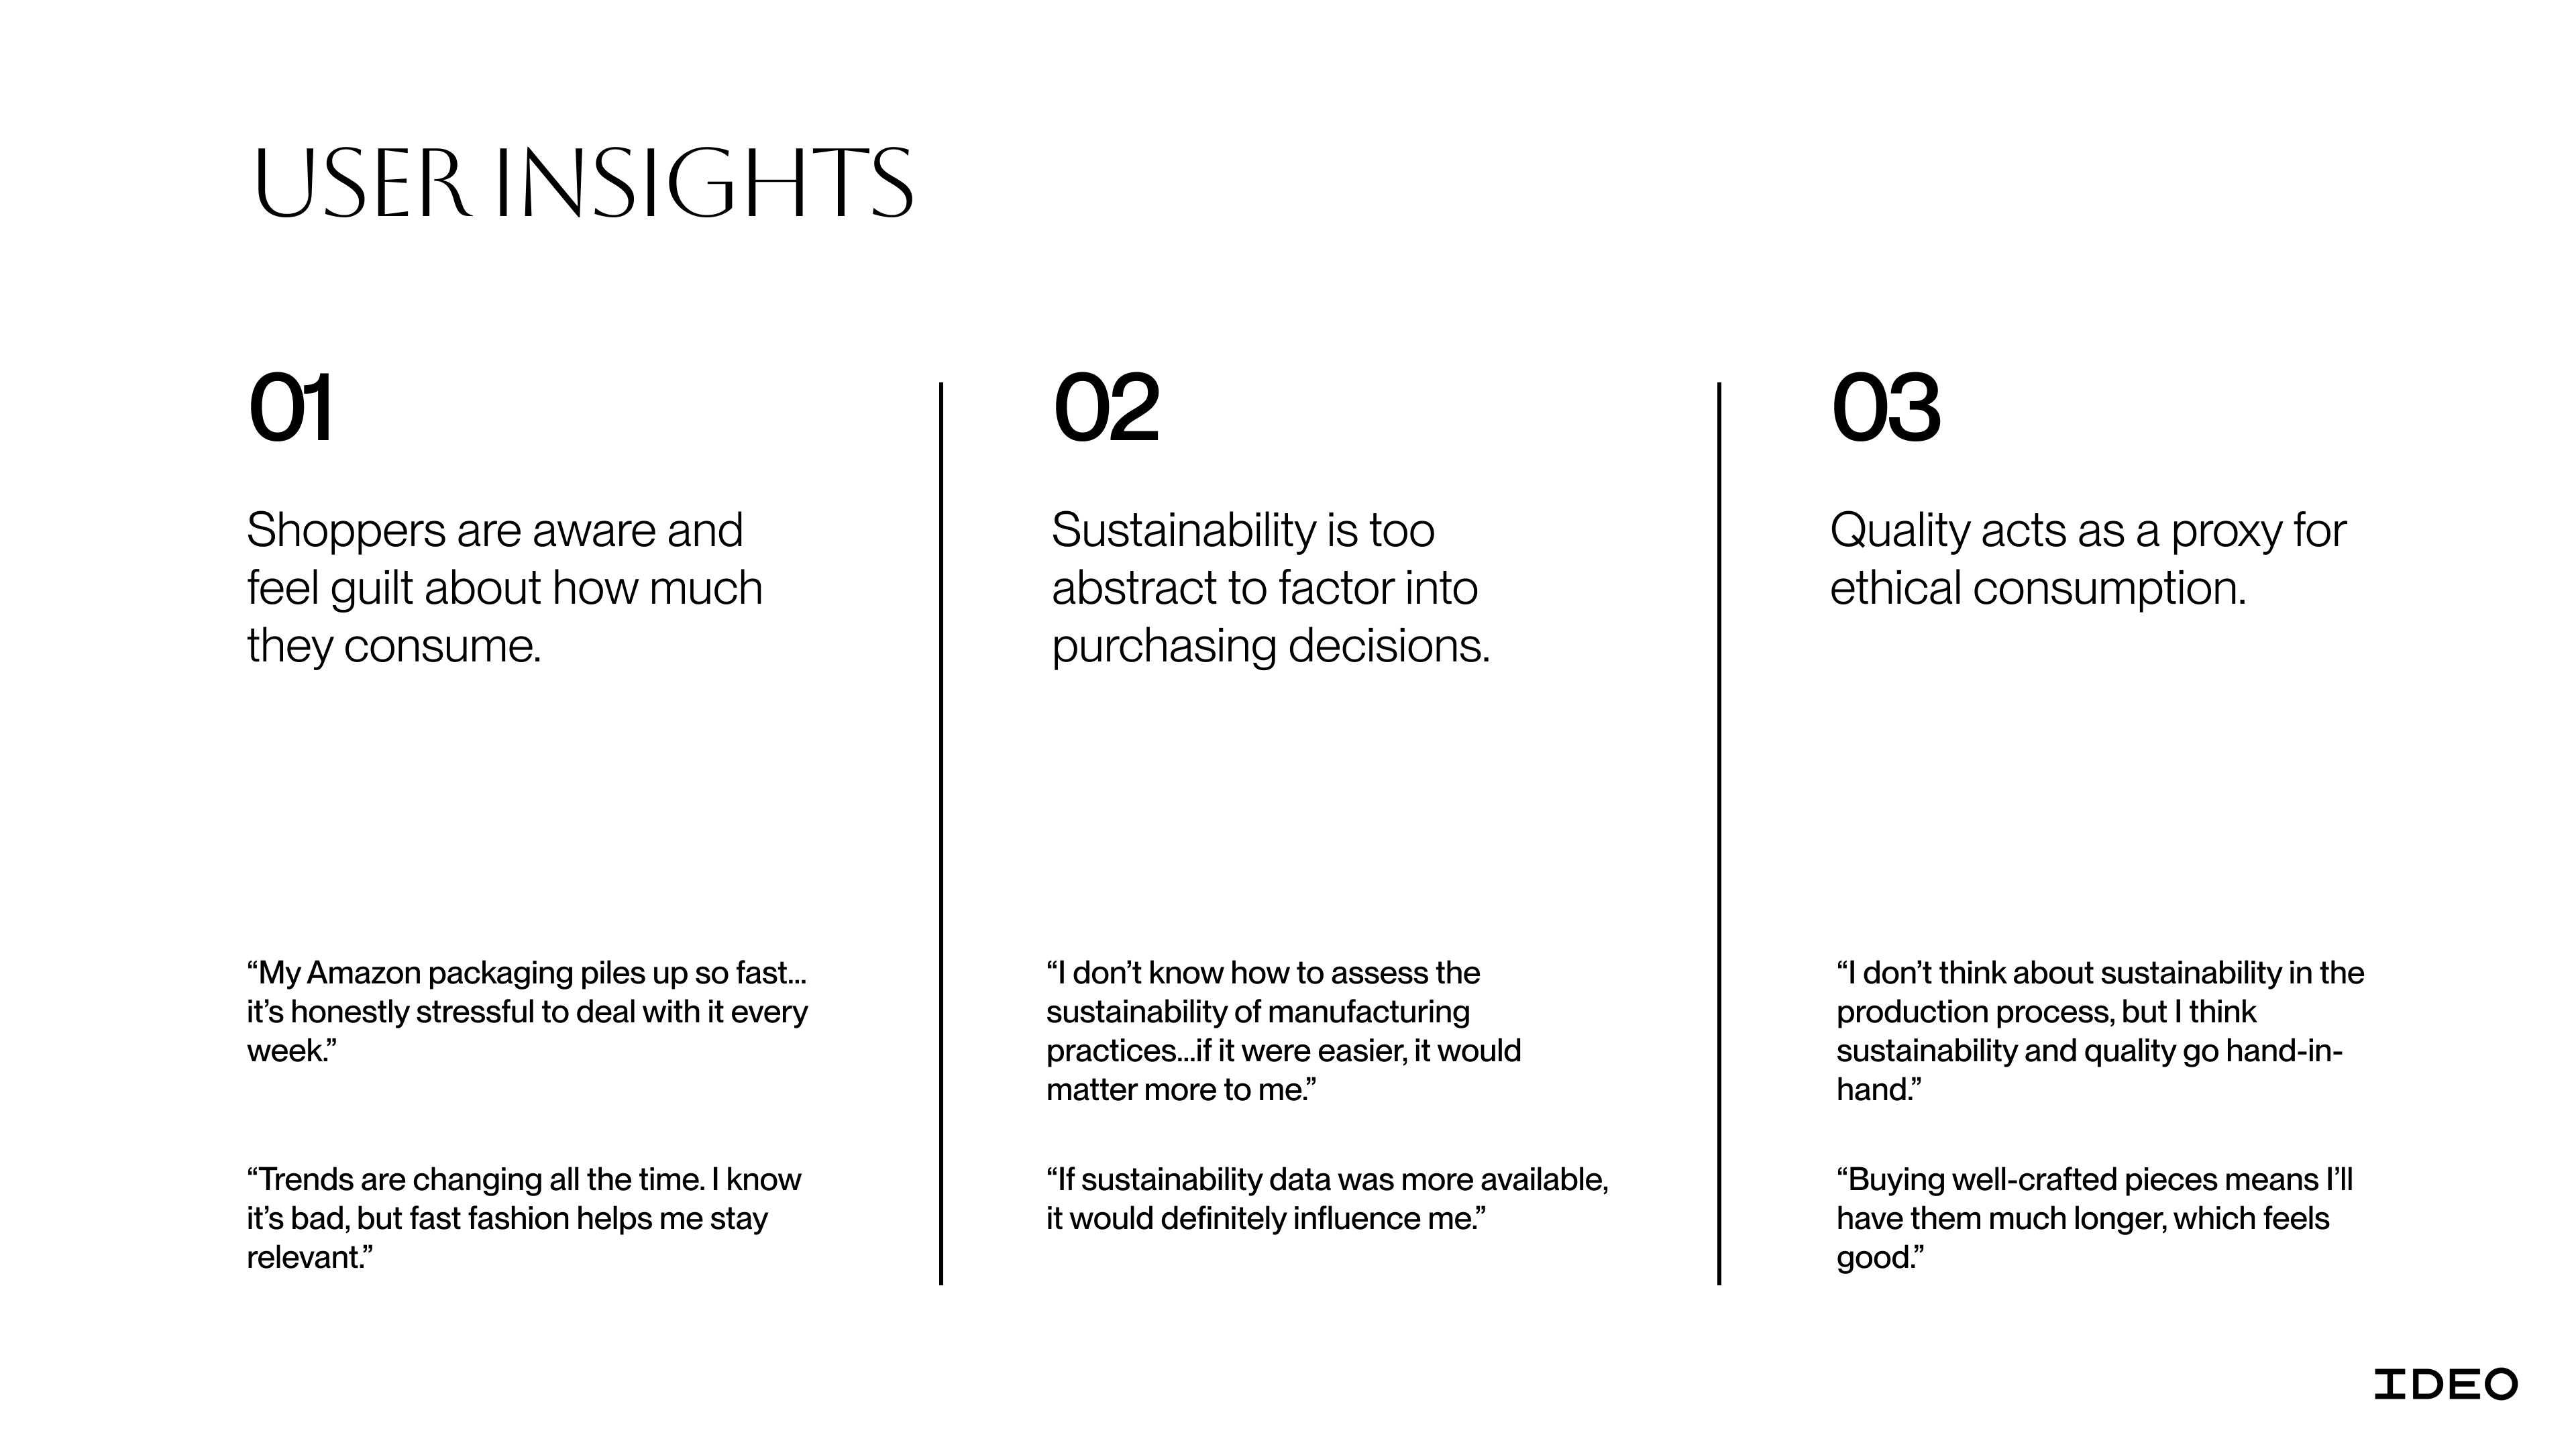 USER INSIGHTS
01
Shoppers are aware and
feel guilt about how much
they consume.
“My Amazon packaging piles up so fast...
it’s honestly stressful to deal with it every
week.”
“Trends are changing all the time. I know
it’s bad, but fast fashion helps me stay
relevant.”
02
Sustainability is too
abstract to factor into
purchasing decisions.
“I don’t know how to assess the
sustainability of manufacturing
practices...if it were easier, it would
matter more to me.”
“If sustainability data was more available,
it would definitely influence me.”
03
Quality acts as a proxy for
ethical consumption.
“I don’t think about sustainability in the
production process, but I think
sustainability and quality go hand-in-
hand.”
“Buying well-crafted pieces means I’ll
have them much longer, which feels
good.”
IDEO